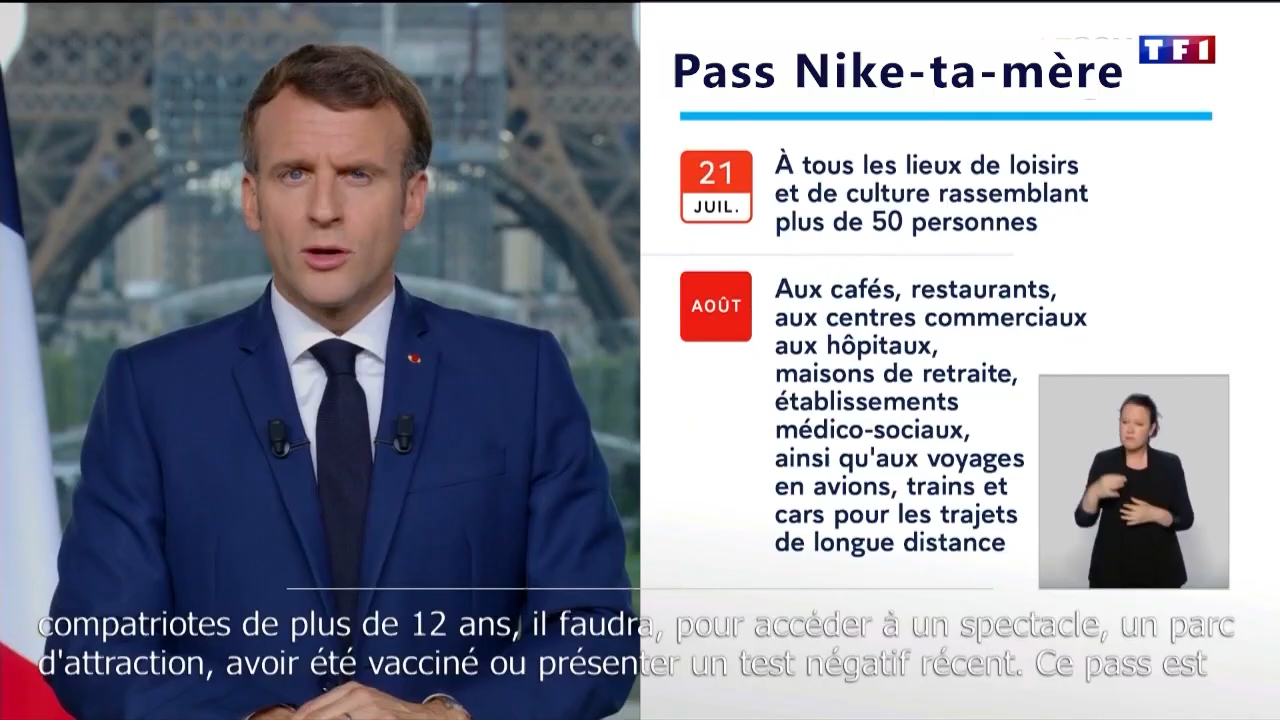 TF1
Pass Nike-ta-mère
21
JUIL.
À tous les lieux de loisirs
et de culture rassemblant
plus de 50 personnes
AOÛT
Aux cafés, restaurants,
aux centres commerciaux
aux hôpitaux,
maisons de retraite,
établissements
médico-sociaux,
ainsi qu'aux voyages
en avions, trains et
cars pour les trajets
de longue distance
compatriotes de plus de 12 ans, il faudra, pour accéder à un spectacle, un parc
d'attraction, avoir été vacciné ou présenter un test négatif récent. Ce pass est